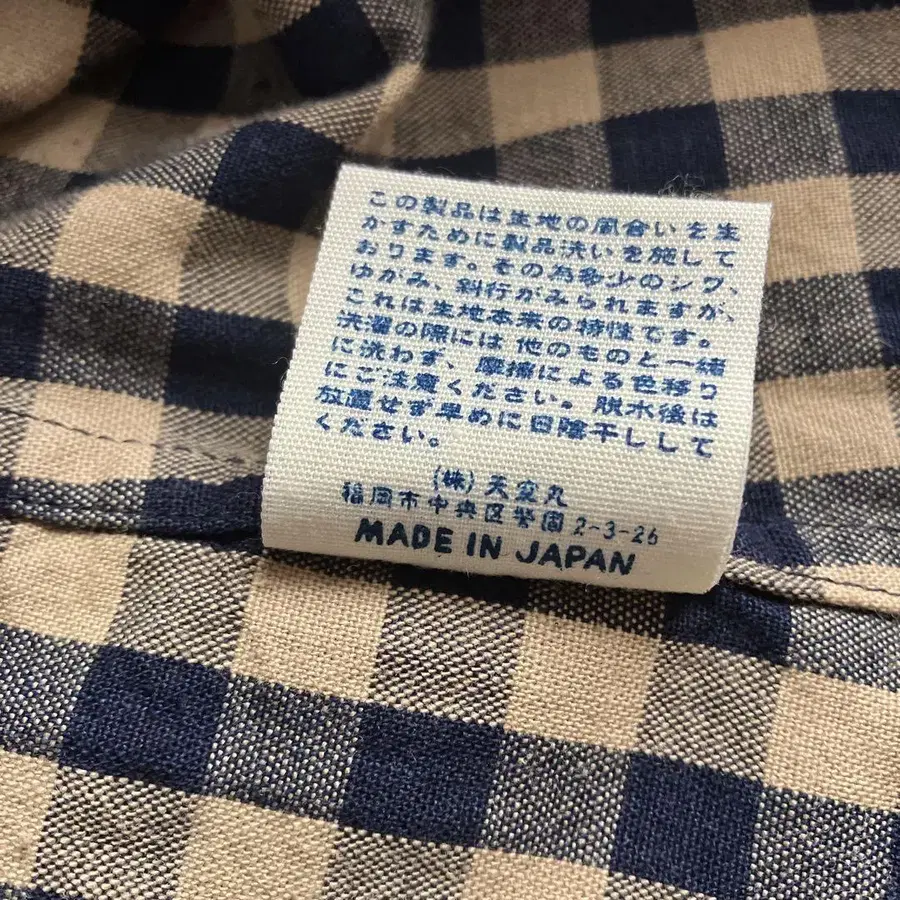 この製品は生地の風合いを生
かすために製品洗いを施して
おります。その為多少のシワ、
ゆがみ、斜行がみられますが、
これは生地本来の特性です。
洗濯の際には他のものと一緒
に洗わず、摩擦による色移り
にご注意ください。脱水後は
放置せず早めに日陰干しして
ください。
(株)天空丸
福岡市中央区警固2-3-26
MADE IN JAPAN